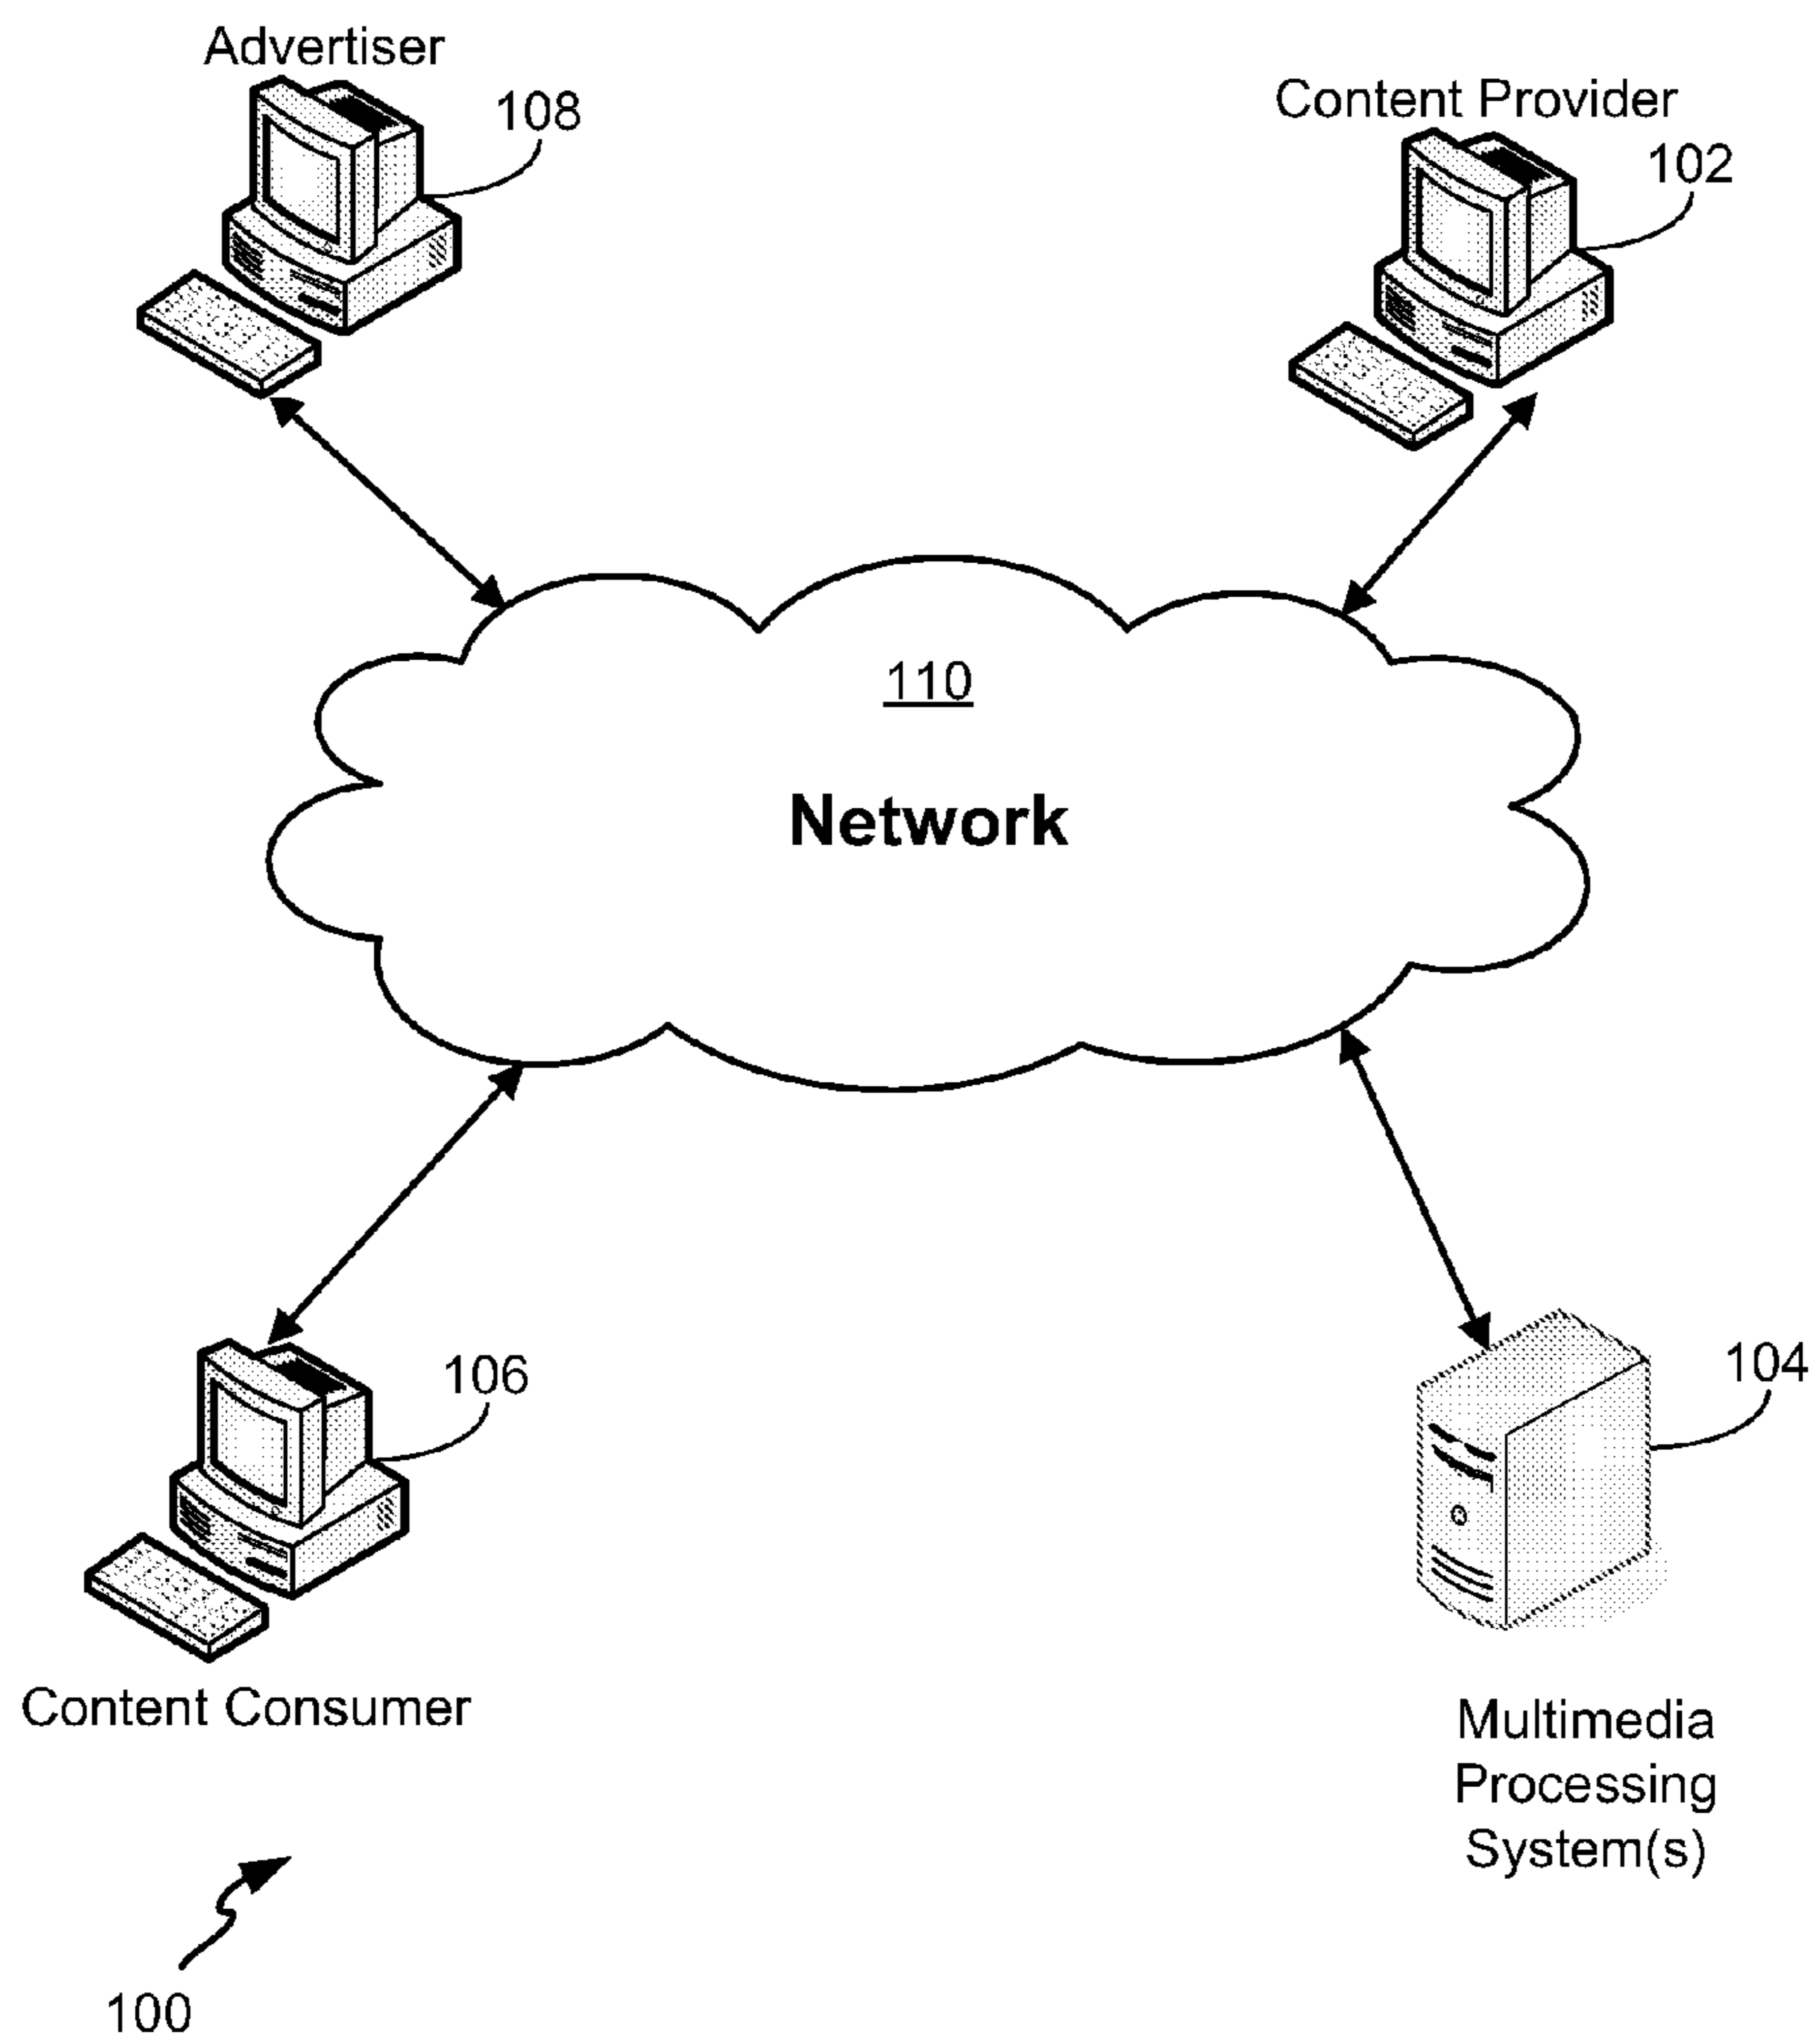 Advertiser
108
Content Provider
102
110
Network
106
104
Content Consumer
Multimedia
Processing
System(s)
100